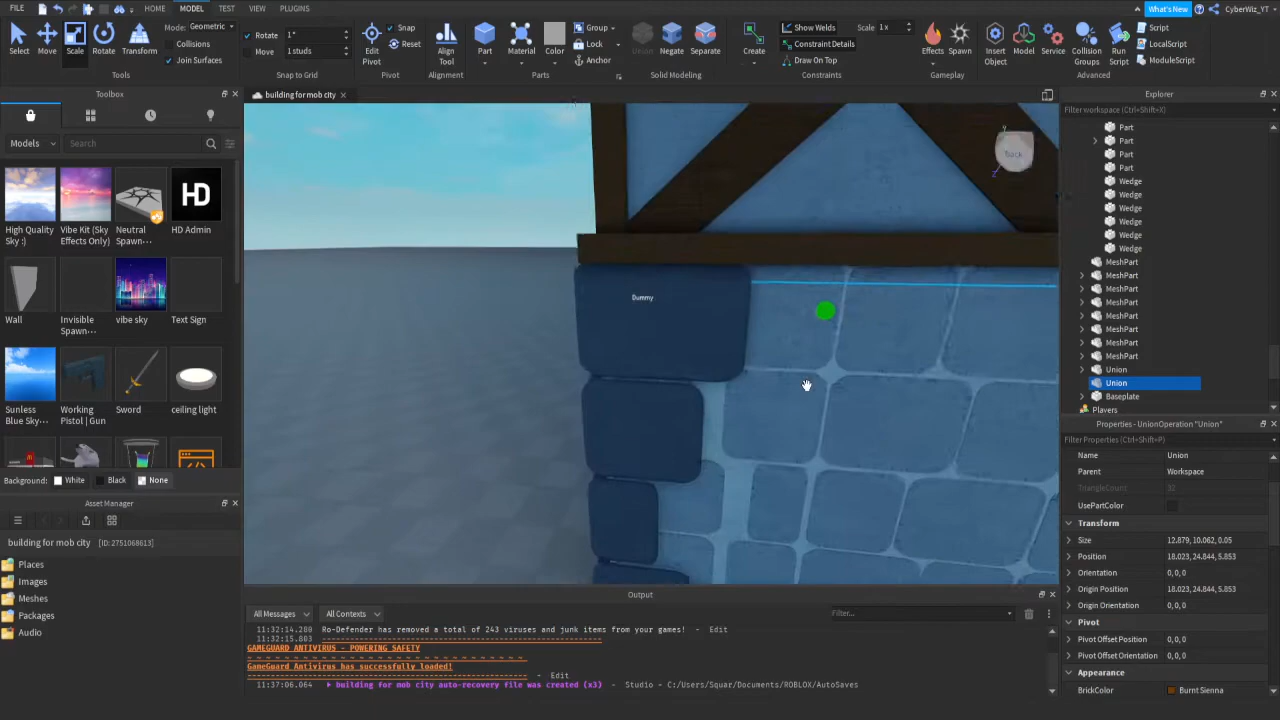 FILE HOME MODEL TEST VIEW PLUGINS What's New CyberWiz_YT
Select Move Scale Rotate Transform
Mode: Geometric
Collisions
Join Surfaces
Tools
Rotate 1°
Move 1 studs
Snap to Grid
Edit Pivot
Snap
Reset
Pivot
Align Tool
Alignment
Part Material Color
Group
Lock
Anchor
Parts
Union Negate Separate
Solid Modeling
Create
Show Welds Scale 1x
Constraint Details
Draw On Top
Constraints
Effects Spawn
Gameplay
Insert Object Model Service Collision Groups Run Script
Script
LocalScript
ModuleScript
Advanced
Toolbox
Models Search
High Quality Sky :) Vibe Kit (Sky Effects Only) Neutral Spawn··· HD Admin
HD
Wall Invisible Spawn··· vibe sky Text Sign
Sunless Blue Sky··· Working Pistol | Gun Sword ceiling light
Background: White Black None
Asset Manager
building for mob city [ID: 2751068613]
Places
Images
Meshes
Packages
Audio
building for mob city
Back
Y
Z
Dummy
Output
All Messages All Contexts Filter...
11:32:14.209 Ro-Defender has removed a total of 243 viruses and junk items from your games! - Edit
11:32:15.803
GAMEGUARD ANTIVIRUS - POWERING SAFETY
GameGuard Antivirus has successfully loaded!
- Edit
11:37:06.064 building for mob city auto-recovery file was created (x3) - Studio - C:/Users/Squar/Documents/ROBLOX/AutoSaves
Explorer
Filter workspace (Ctrl+Shift+X)
Part
Part
Part
Part
Wedge
Wedge
Wedge
Wedge
Wedge
Wedge
MeshPart
MeshPart
MeshPart
MeshPart
MeshPart
MeshPart
MeshPart
MeshPart
Union
Union
Baseplate
Players
Properties - UnionOperation "Union"
Filter Properties (Ctrl+Shift+P)
Name Union
Parent Workspace
TriangleCount 32
UsePartColor
Transform
Size 12.879, 10.062, 0.05
Position 18.023, 24.844, 5.853
Orientation 0, 0, 0
Origin Position 18.023, 24.844, 5.853
Origin Orientation 0, 0, 0
Pivot
Pivot Offset Position 0, 0, 0
Pivot Offset Orientation 0, 0, 0
Appearance
BrickColor Burnt Sienna